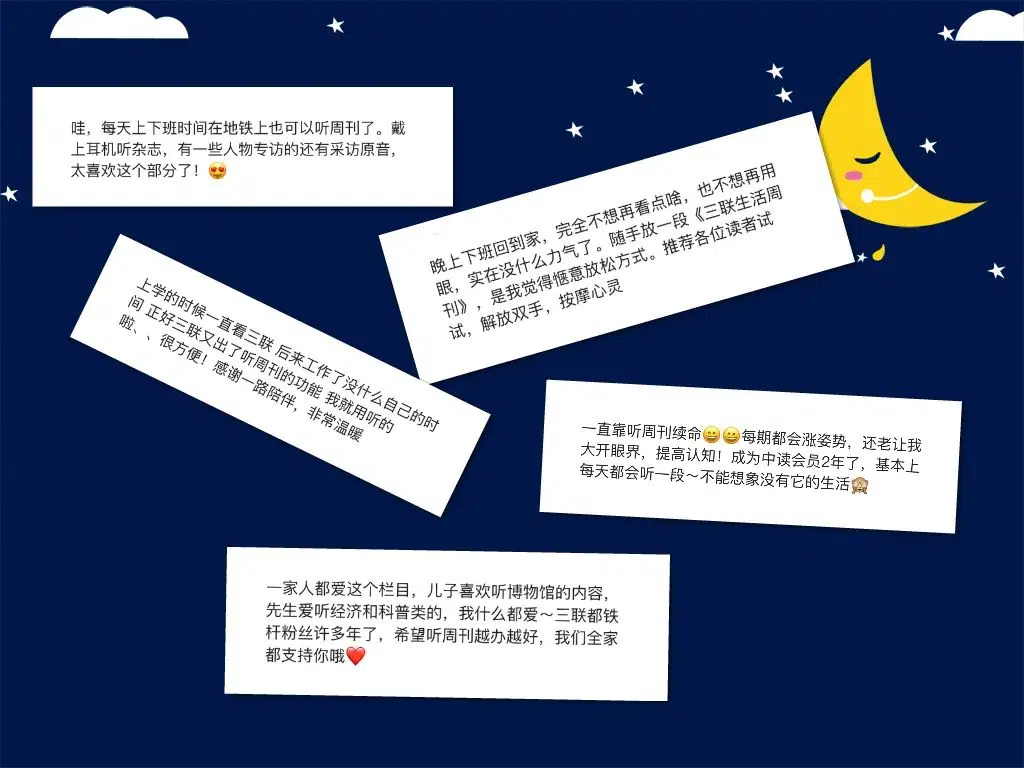 哇，每天上下班时间在地铁上也可以听周刊了。戴
上耳机听杂志，有一些人物专访的还有采访原音，
太喜欢这个部分了！😍
晚上下班回到家，完全不想再看点啥，也不想再用
眼，实在没什么力气了。随手放一段《三联生活周
刊》，是我觉得惬意放松方式。推荐各位读者试
试，解放双手，按摩心灵
上学的时候一直看三联 后来工作了没什么自己的时
间 正好三联又出了听周刊的功能 我就用听的
啦、、很方便！感谢一路陪伴，非常温暖
一直靠听周刊续命😄😄每期都会涨姿势，还老让我
大开眼界，提高认知！成为中读会员2年了，基本上
每天都会听一段～不能想象没有它的生活🙈
一家人都爱这个栏目，儿子喜欢听博物馆的内容，
先生爱听经济和科普类的，我什么都爱～三联都铁
杆粉丝许多年了，希望听周刊越办越好，我们全家
都支持你哦❤️